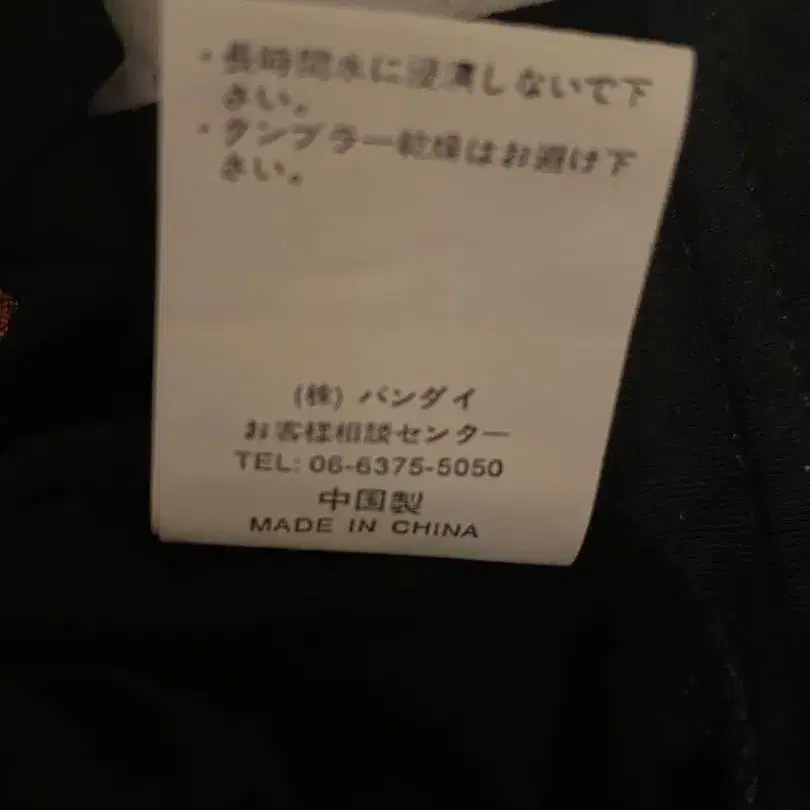 ・長時間水に浸漬しないで下
さい。
・タンブラー乾燥はお避け下
さい。
(株) バンダイ
お客様相談センター
TEL: 06-6375-5050
中国製
MADE IN CHINA